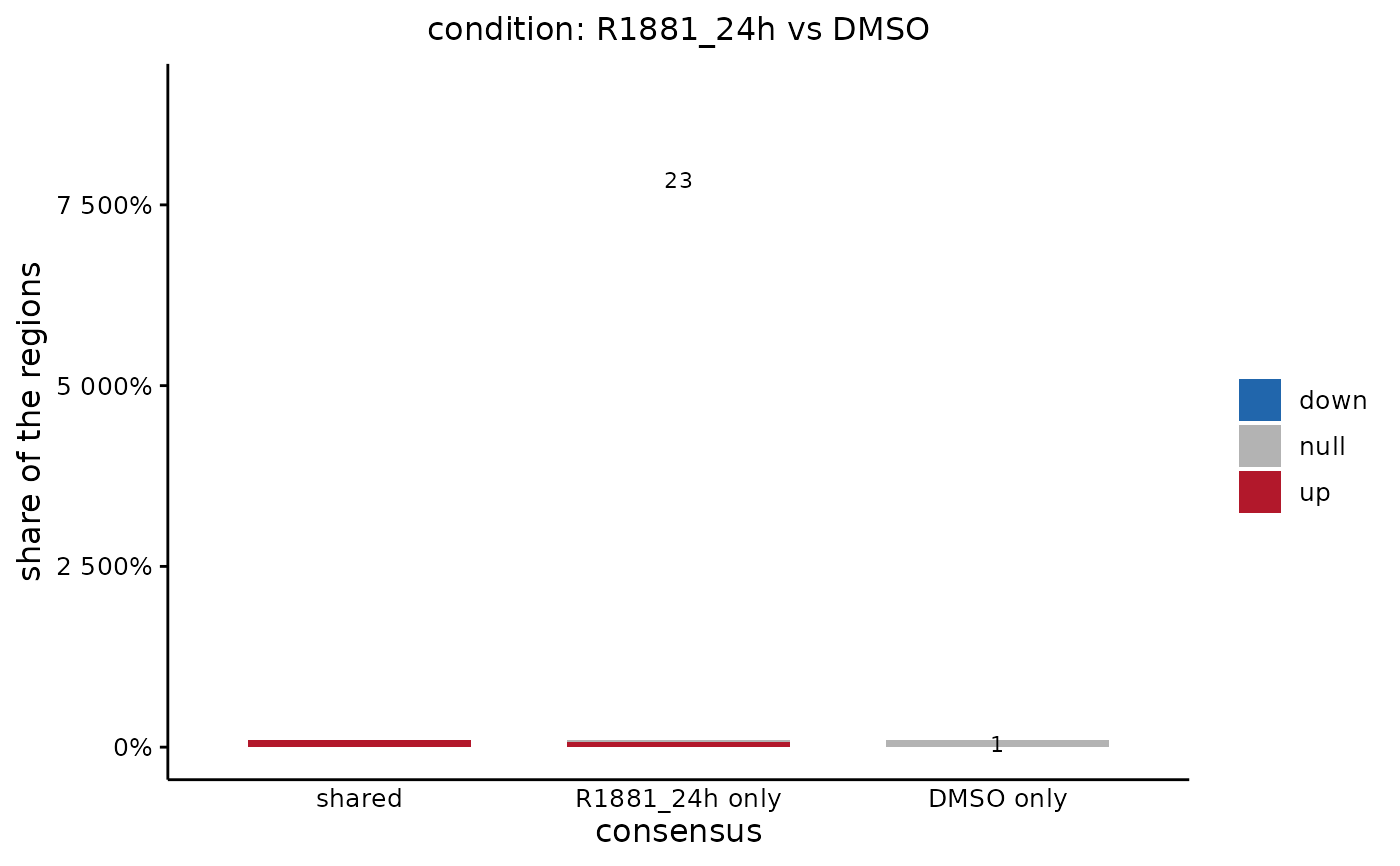 condition: R1881_24h vs DMSO
share of the regions
7 500%
5 000%
2 500%
0%
23
1
shared
R1881_24h only
DMSO only
consensus
down
null
up